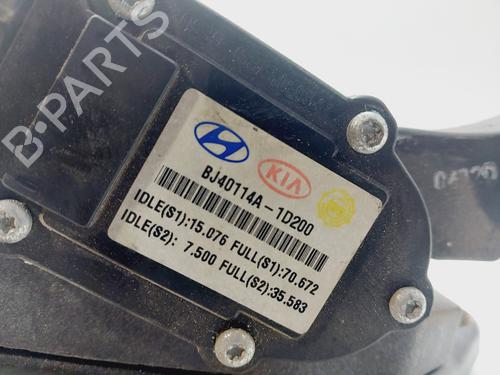 B-PARTS
KIA
BJ40114A-1D200
IDLE(S1):15.076 FULL(S1):70.672
IDLE(S2): 7.500 FULL(S2):35.583